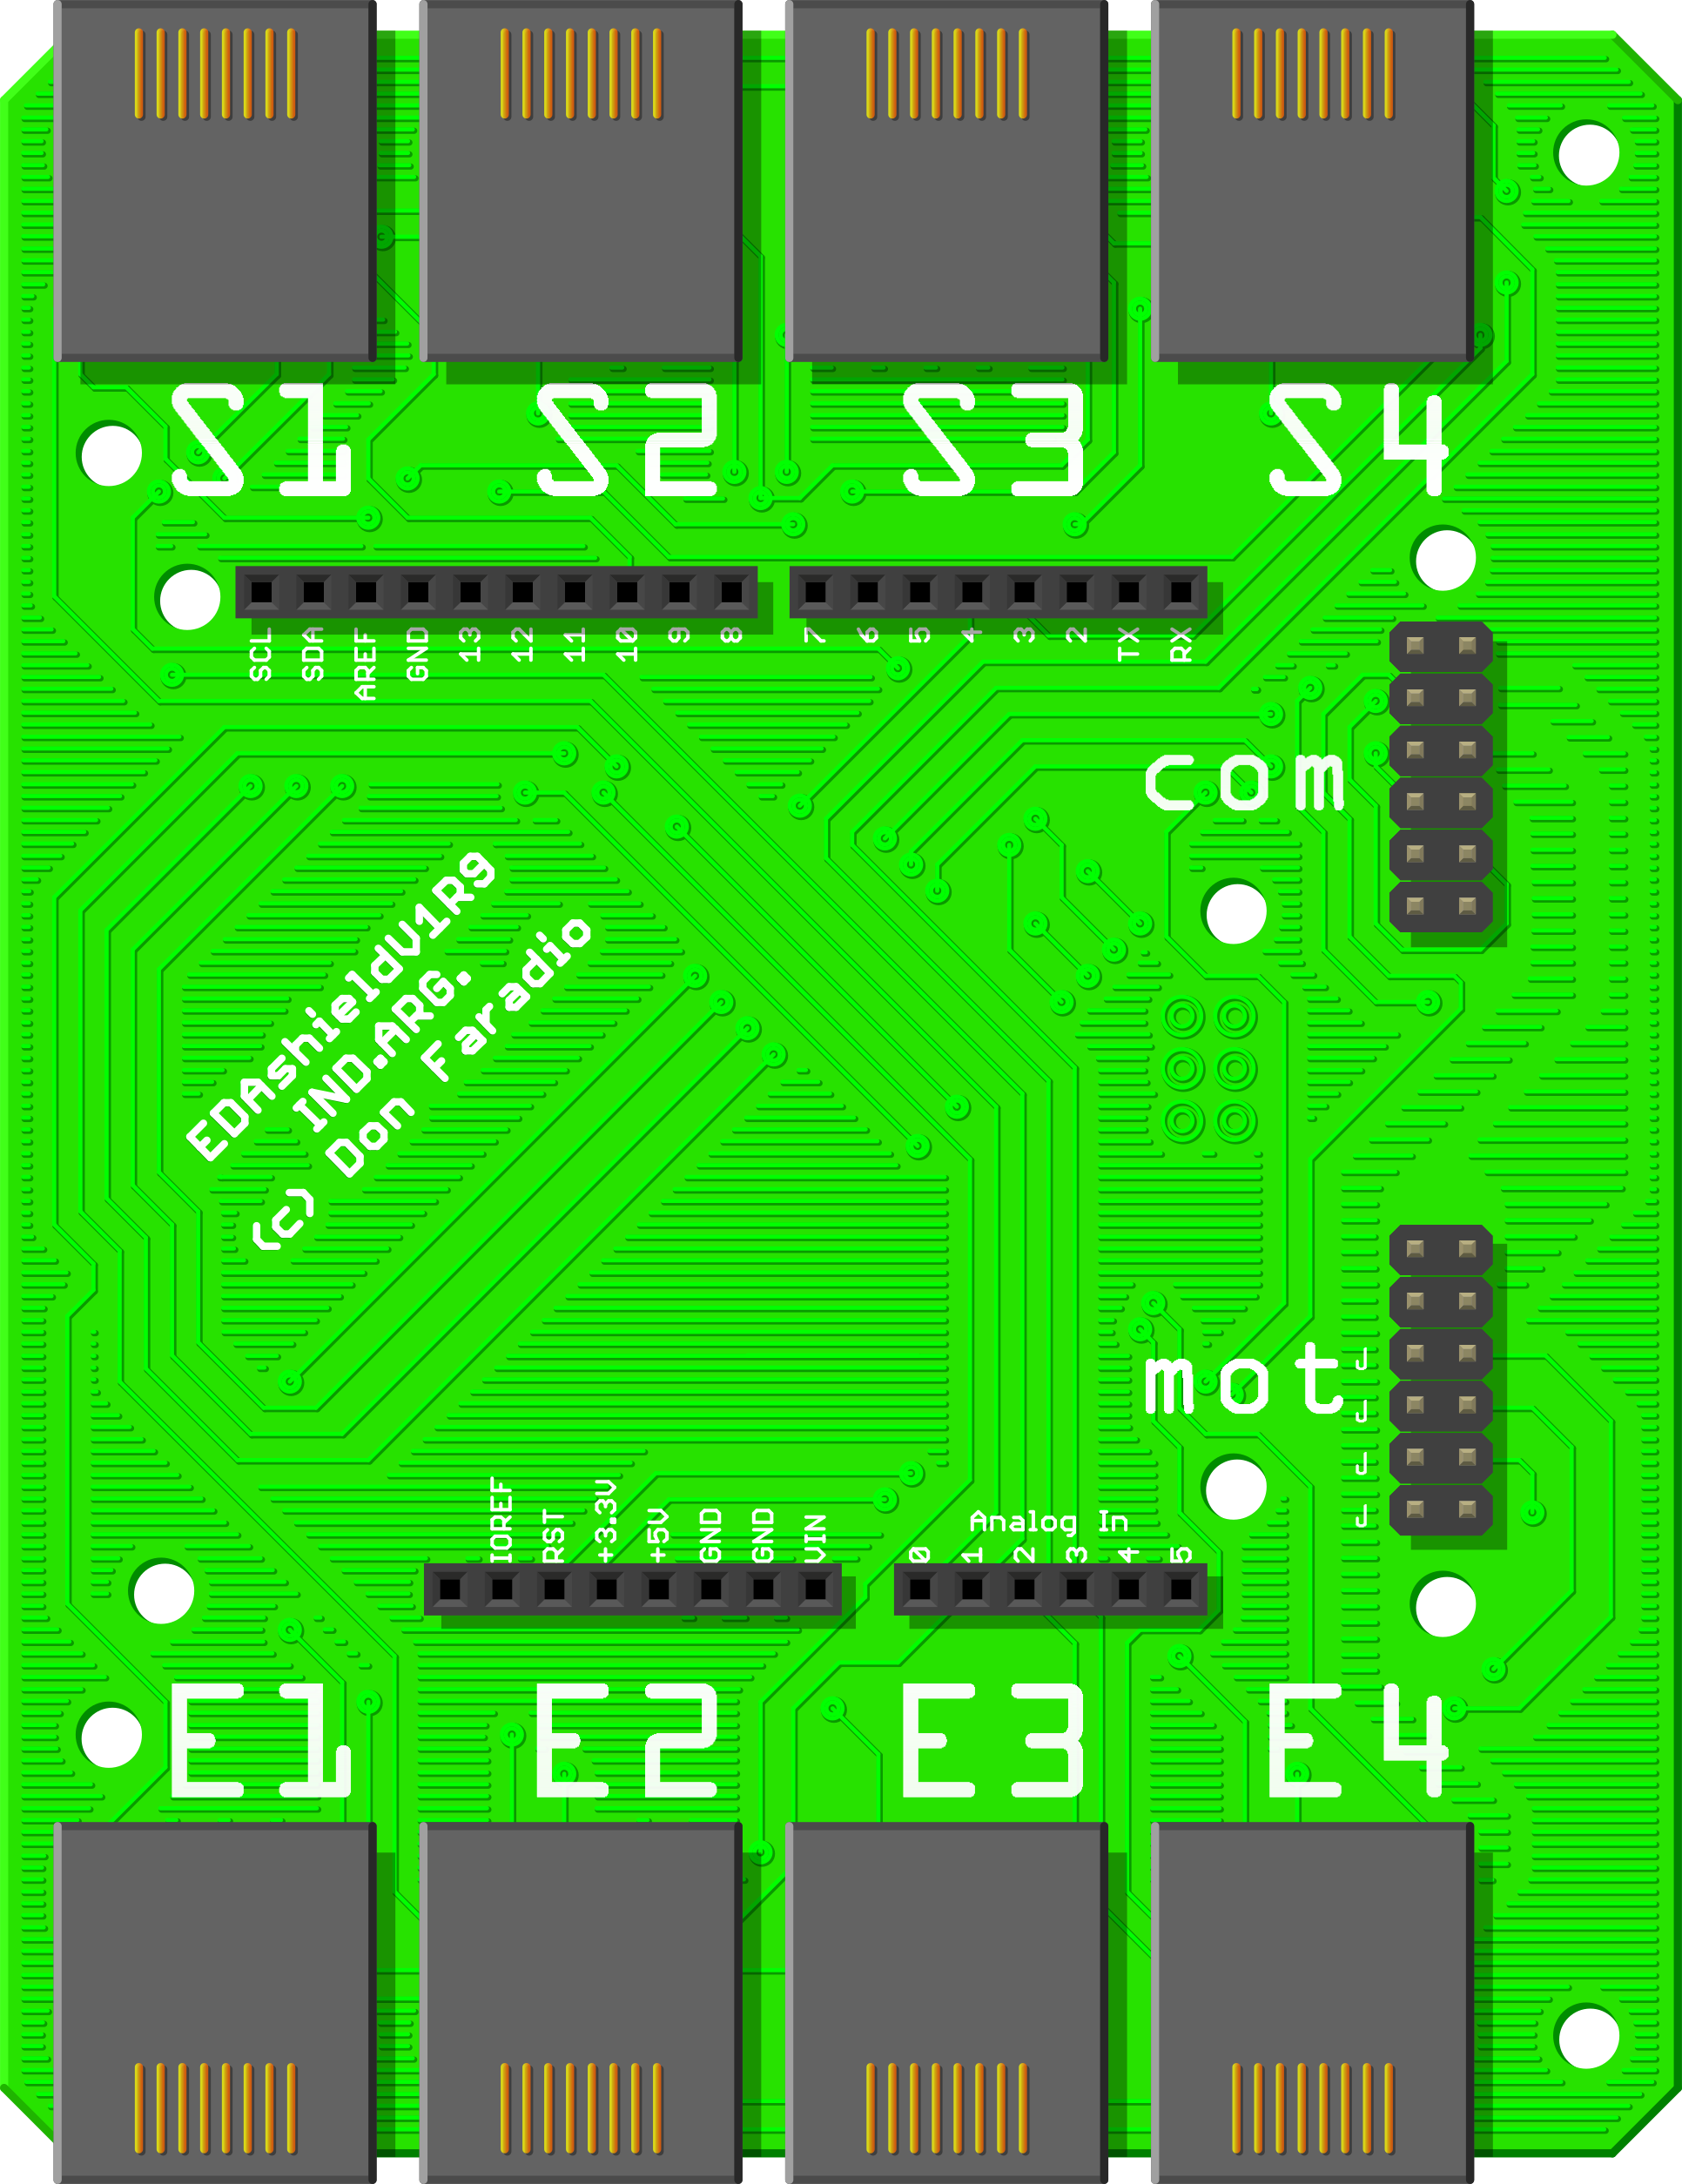 S1 S2 S3 S4
SCL SDA AREF GND 13 12 11 10 9 8 7 6 5 4 3 2 TX RX
com
EDAshieldV1R9
IND.ARG.
(c) Don Faradio
mot
IOREF RST +3.3V +5V GND GND VIN
Analog In
0 1 2 3 4 5
E1 E2 E3 E4